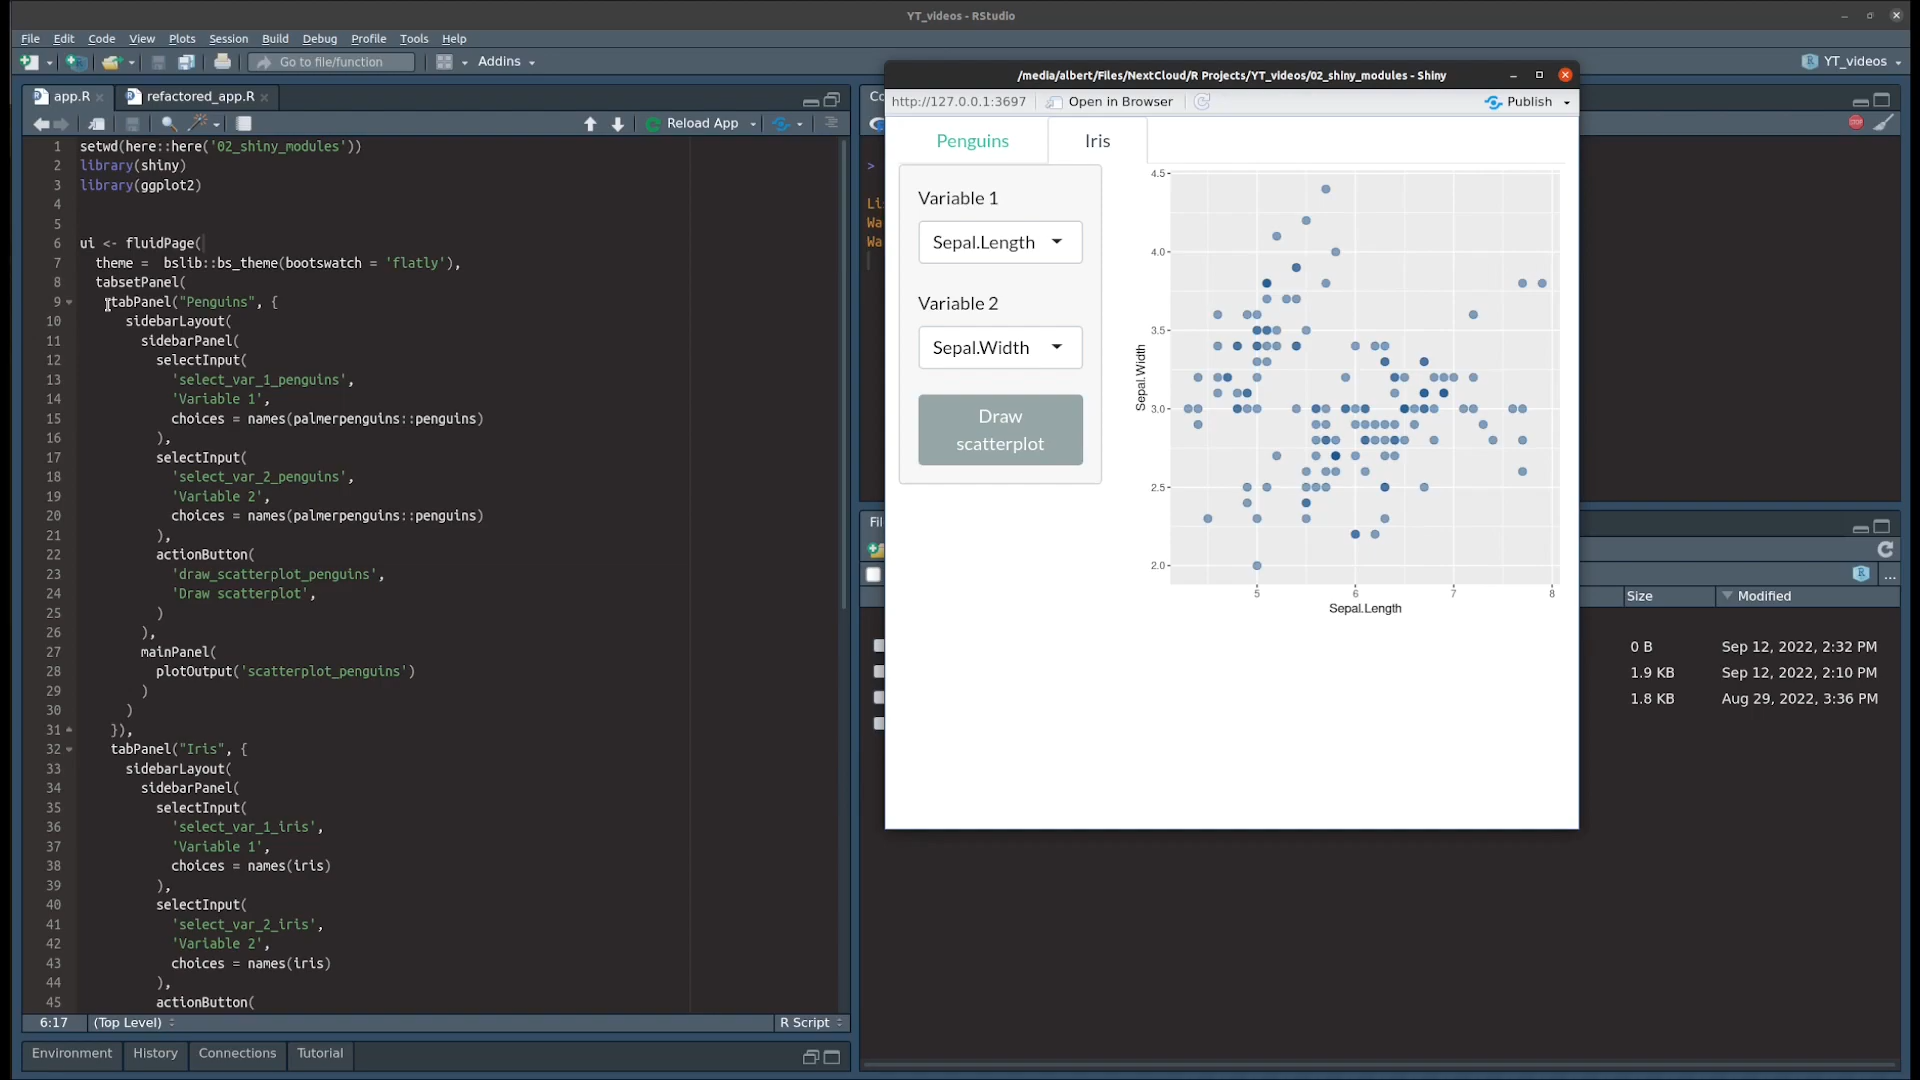 YT_videos - RStudio
File Edit Code View Plots Session Build Debug Profile Tools Help
Go to file/function
Addins
YT_videos
app.R
refactored_app.R
Reload App
1 setwd(here::here('02_shiny_modules'))
2 library(shiny)
3 library(ggplot2)
4
5
6 ui <- fluidPage(
7 theme = bslib::bs_theme(bootswatch = 'flatly'),
8 tabsetPanel(
9 tabPanel("Penguins", {
10 sidebarLayout(
11 sidebarPanel(
12 selectInput(
13 'select_var_1_penguins',
14 'Variable 1',
15 choices = names(palmerpenguins::penguins)
16 ),
17 selectInput(
18 'select_var_2_penguins',
19 'Variable 2',
20 choices = names(palmerpenguins::penguins)
21 ),
22 actionButton(
23 'draw_scatterplot_penguins',
24 'Draw scatterplot',
25 )
26 ),
27 mainPanel(
28 plotOutput('scatterplot_penguins')
29 )
30 )
31 }),
32 tabPanel("Iris", {
33 sidebarLayout(
34 sidebarPanel(
35 selectInput(
36 'select_var_1_iris',
37 'Variable 1',
38 choices = names(iris)
39 ),
40 selectInput(
41 'select_var_2_iris',
42 'Variable 2',
43 choices = names(iris)
44 ),
45 actionButton(
6:17 (Top Level) R Script
Environment History Connections Tutorial
Co
>
Li
Wa
Wa
/media/albert/Files/NextCloud/R Projects/YT_videos/02_shiny_modules - Shiny
http://127.0.0.1:3697 Open in Browser Publish
Penguins Iris
Variable 1
Sepal.Length
Variable 2
Sepal.Width
Draw
scatterplot
4.5
4.0
3.5
3.0
2.5
2.0
Sepal.Width
5 6 7 8
Sepal.Length
STOP
Fil
...
Size Modified
0 B Sep 12, 2022, 2:32 PM
1.9 KB Sep 12, 2022, 2:10 PM
1.8 KB Aug 29, 2022, 3:36 PM